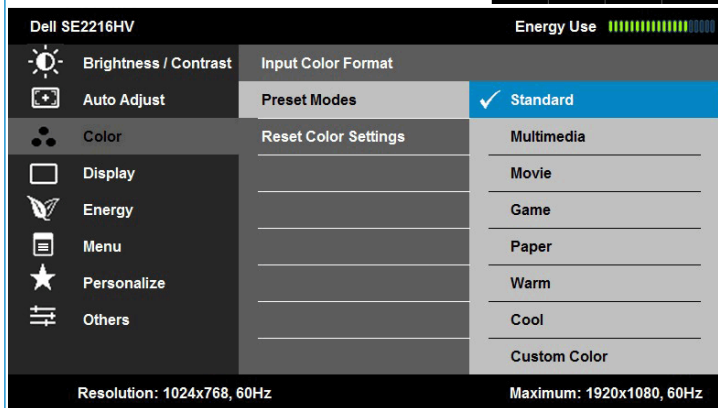 Dell SE2216HV Energy Use
Brightness / Contrast Input Color Format
Auto Adjust Preset Modes Standard
Color Reset Color Settings Multimedia
Display Movie
Energy Game
Menu Paper
Personalize Warm
Others Cool
Custom Color
Resolution: 1024x768, 60Hz Maximum: 1920x1080, 60Hz